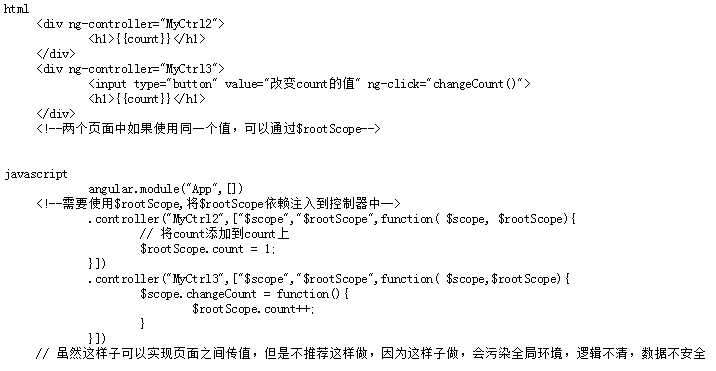 html
<div ng-controller="MyCtrl2">
<h1>{{count}}</h1>
</div>
<div ng-controller="MyCtrl3">
<input type="button" value="改变count的值" ng-click="changeCount()">
<h1>{{count}}</h1>
</div>
<!--两个页面中如果使用同一个值，可以通过$rootScope-->
javascript
angular.module("App",[])
<!--需要使用$rootScope,将$rootScope依赖注入到控制器中-->
.controller("MyCtrl2",["$scope","$rootScope",function( $scope, $rootScope){
// 将count添加到count上
$rootScope.count = 1;
}])
.controller("MyCtrl3",["$scope","$rootScope",function( $scope,$rootScope){
$scope.changeCount = function(){
$rootScope.count++;
}
}])
// 虽然这样子可以实现页面之间传值，但是不推荐这样做，因为这样子做，会污染全局环境，逻辑不清，数据不安全